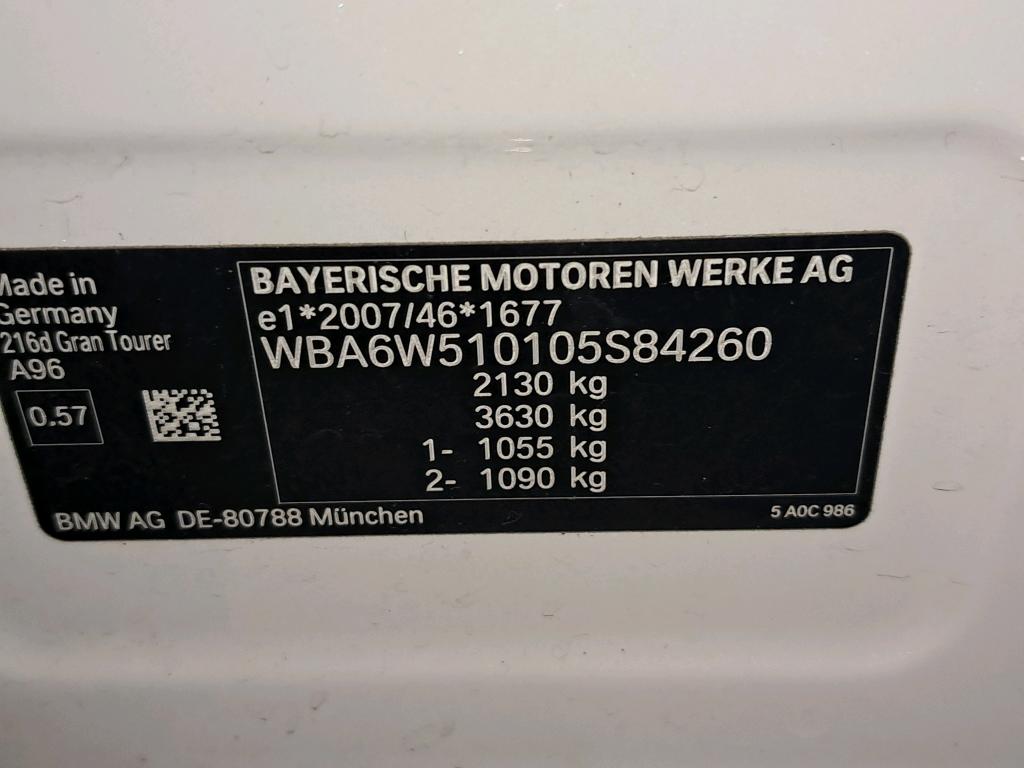 Made in
Germany
216d Gran Tourer
A96
0.57
BAYERISCHE MOTOREN WERKE AG
e1*2007/46*1677
WBA6W510105S84260
2130 kg
3630 kg
1- 1055 kg
2- 1090 kg
BMW AG DE-80788 München
5 A0C 986